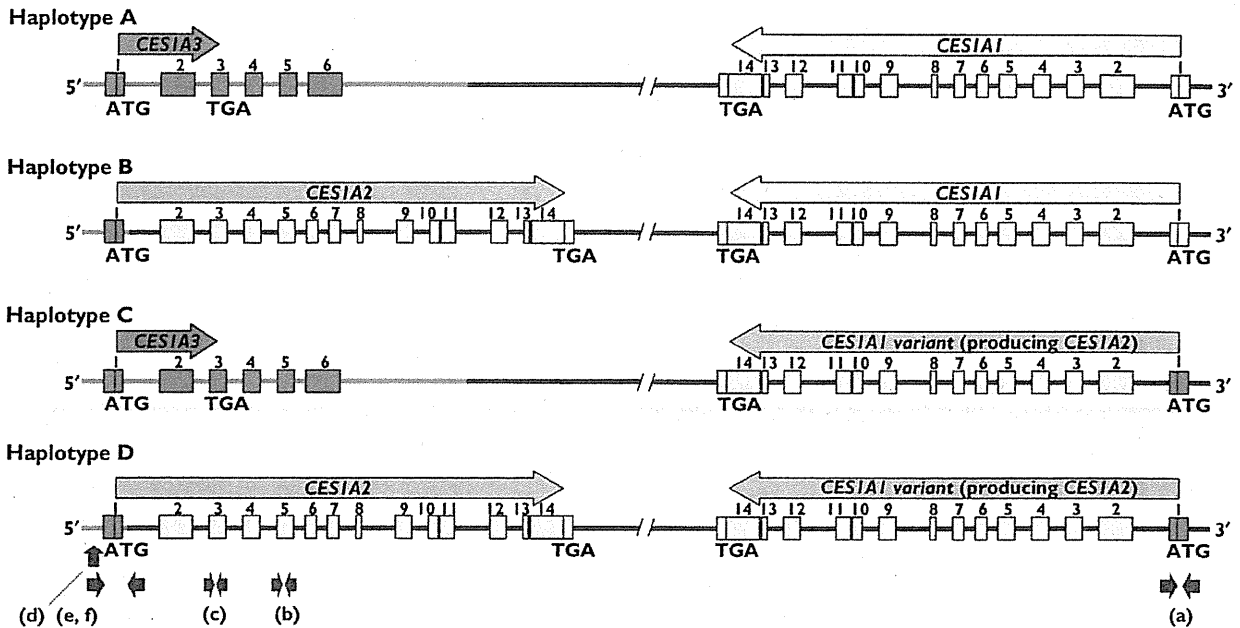 Haplotype A
CES1A3 CES1A1
1 2 3 4 5 6 14 13 12 11 10 9 8 7 6 5 4 3 2 1
5′ 3′
ATG TGA TGA ATG
Haplotype B
CES1A2 CES1A1
1 2 3 4 5 6 7 8 9 10 11 12 13 14 14 13 12 11 10 9 8 7 6 5 4 3 2 1
5′ 3′
ATG TGA TGA ATG
Haplotype C
CES1A3 CES1A1 variant (producing CES1A2)
1 2 3 4 5 6 14 13 12 11 10 9 8 7 6 5 4 3 2 1
5′ 3′
ATG TGA TGA ATG
Haplotype D
CES1A2 CES1A1 variant (producing CES1A2)
1 2 3 4 5 6 7 8 9 10 11 12 13 14 14 13 12 11 10 9 8 7 6 5 4 3 2 1
5′ 3′
ATG TGA TGA ATG
(d) (e, f) (c) (b) (a)